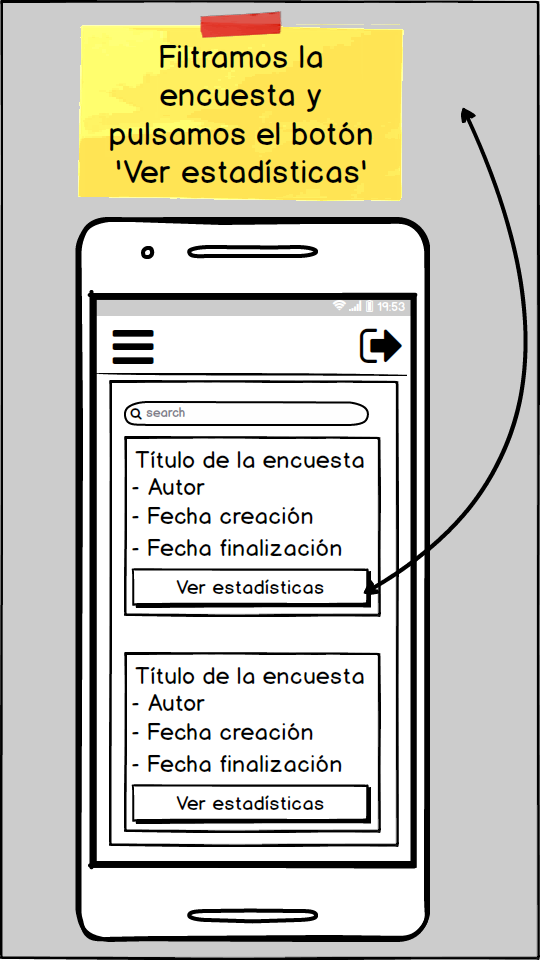 Filtramos la
encuesta y
pulsamos el botón
'Ver estadísticas'
19:53
search
Título de la encuesta
- Autor
- Fecha creación
- Fecha finalización
Ver estadísticas
Título de la encuesta
- Autor
- Fecha creación
- Fecha finalización
Ver estadísticas